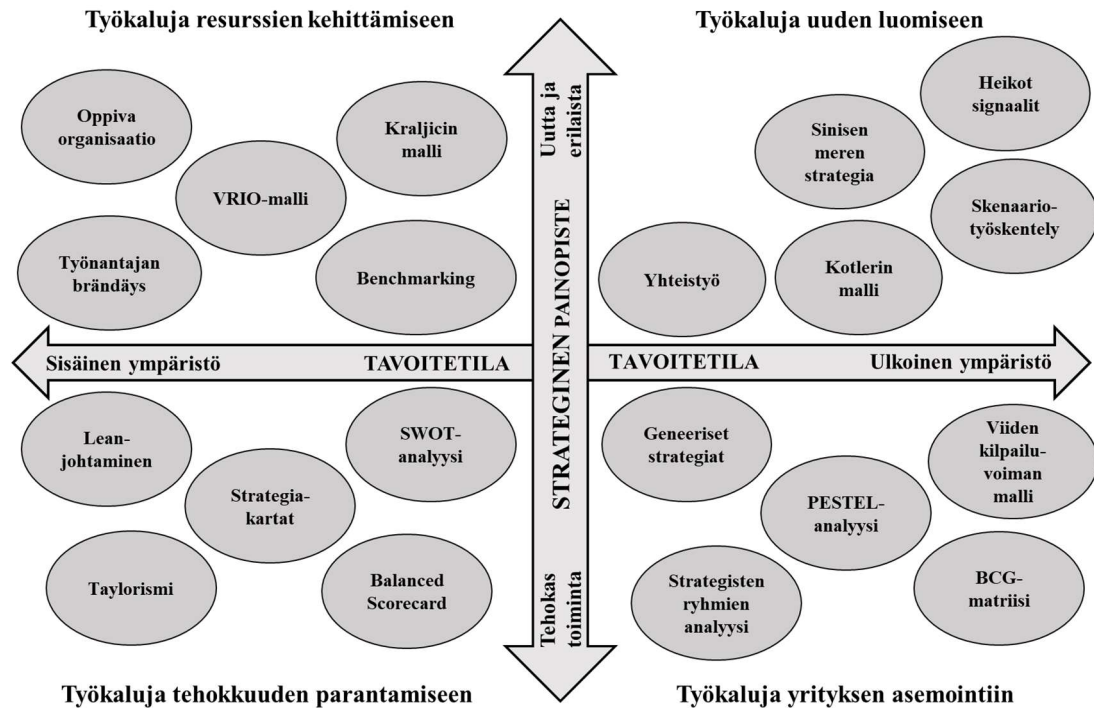 Työkaluja resurssien kehittämiseen
Työkaluja uuden luomiseen
Oppiva
organisaatio
Kraljicin
malli
VRIO-malli
Työnantajan
brändäys
Benchmarking
Uutta ja
erilaista
Heikot
signaalit
Sinisen
meren
strategia
Skenaario-
työskentely
Yhteistyö
Kotlerin
malli
STRATEGINEN PAINOPISTE
Sisäinen ympäristö
TAVOITETILA
TAVOITETILA
Ulkoinen ympäristö
Lean-
johtaminen
SWOT-
analyysi
Strategia-
kartat
Taylorismi
Balanced
Scorecard
Tehokas
toiminta
Geneeriset
strategiat
Viiden
kilpailu-
voiman
malli
PESTEL-
analyysi
Strategisten
ryhmien
analyysi
BCG-
matriisi
Työkaluja tehokkuuden parantamiseen
Työkaluja yrityksen asemointiin